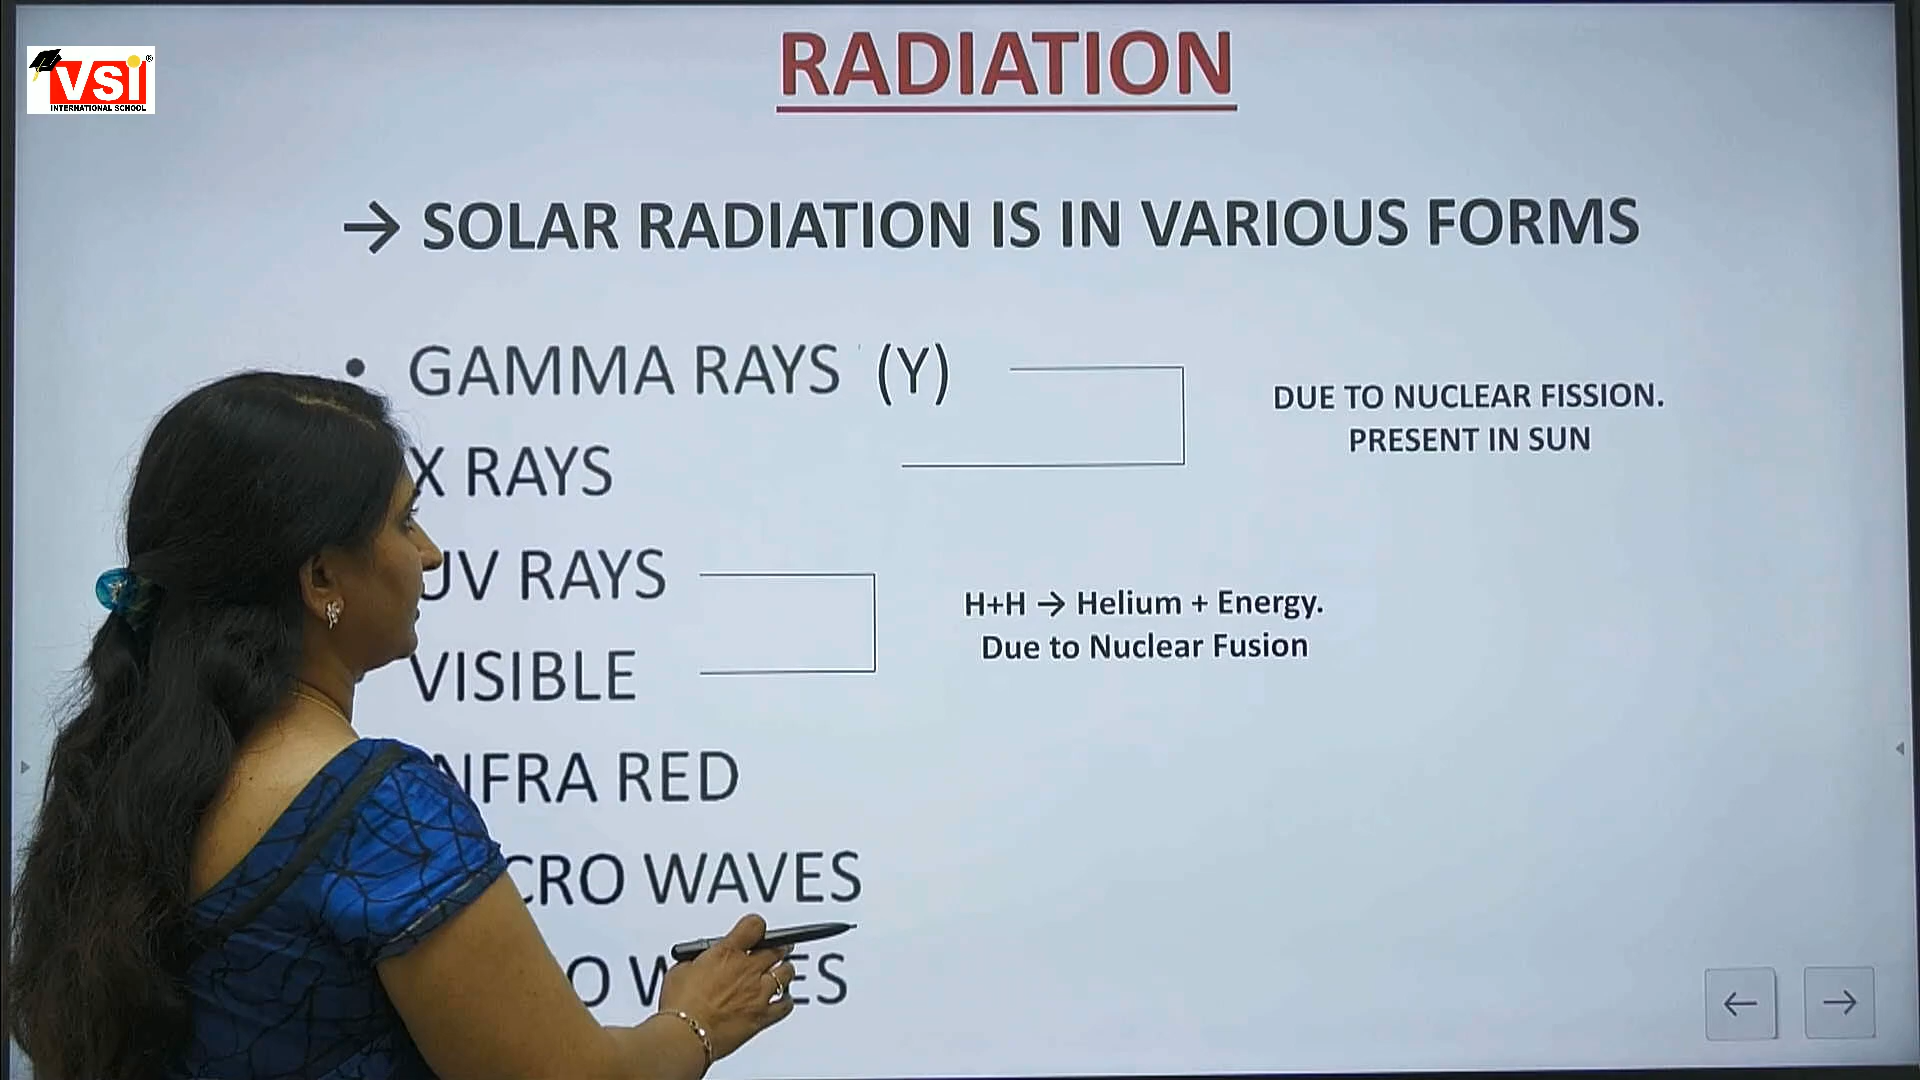 VSI
INTERNATIONAL SCHOOL
RADIATION
→ SOLAR RADIATION IS IN VARIOUS FORMS
• GAMMA RAYS (Y)
DUE TO NUCLEAR FISSION.
PRESENT IN SUN
X RAYS
UV RAYS
H+H → Helium + Energy.
Due to Nuclear Fusion
VISIBLE
NFRA RED
CRO WAVES